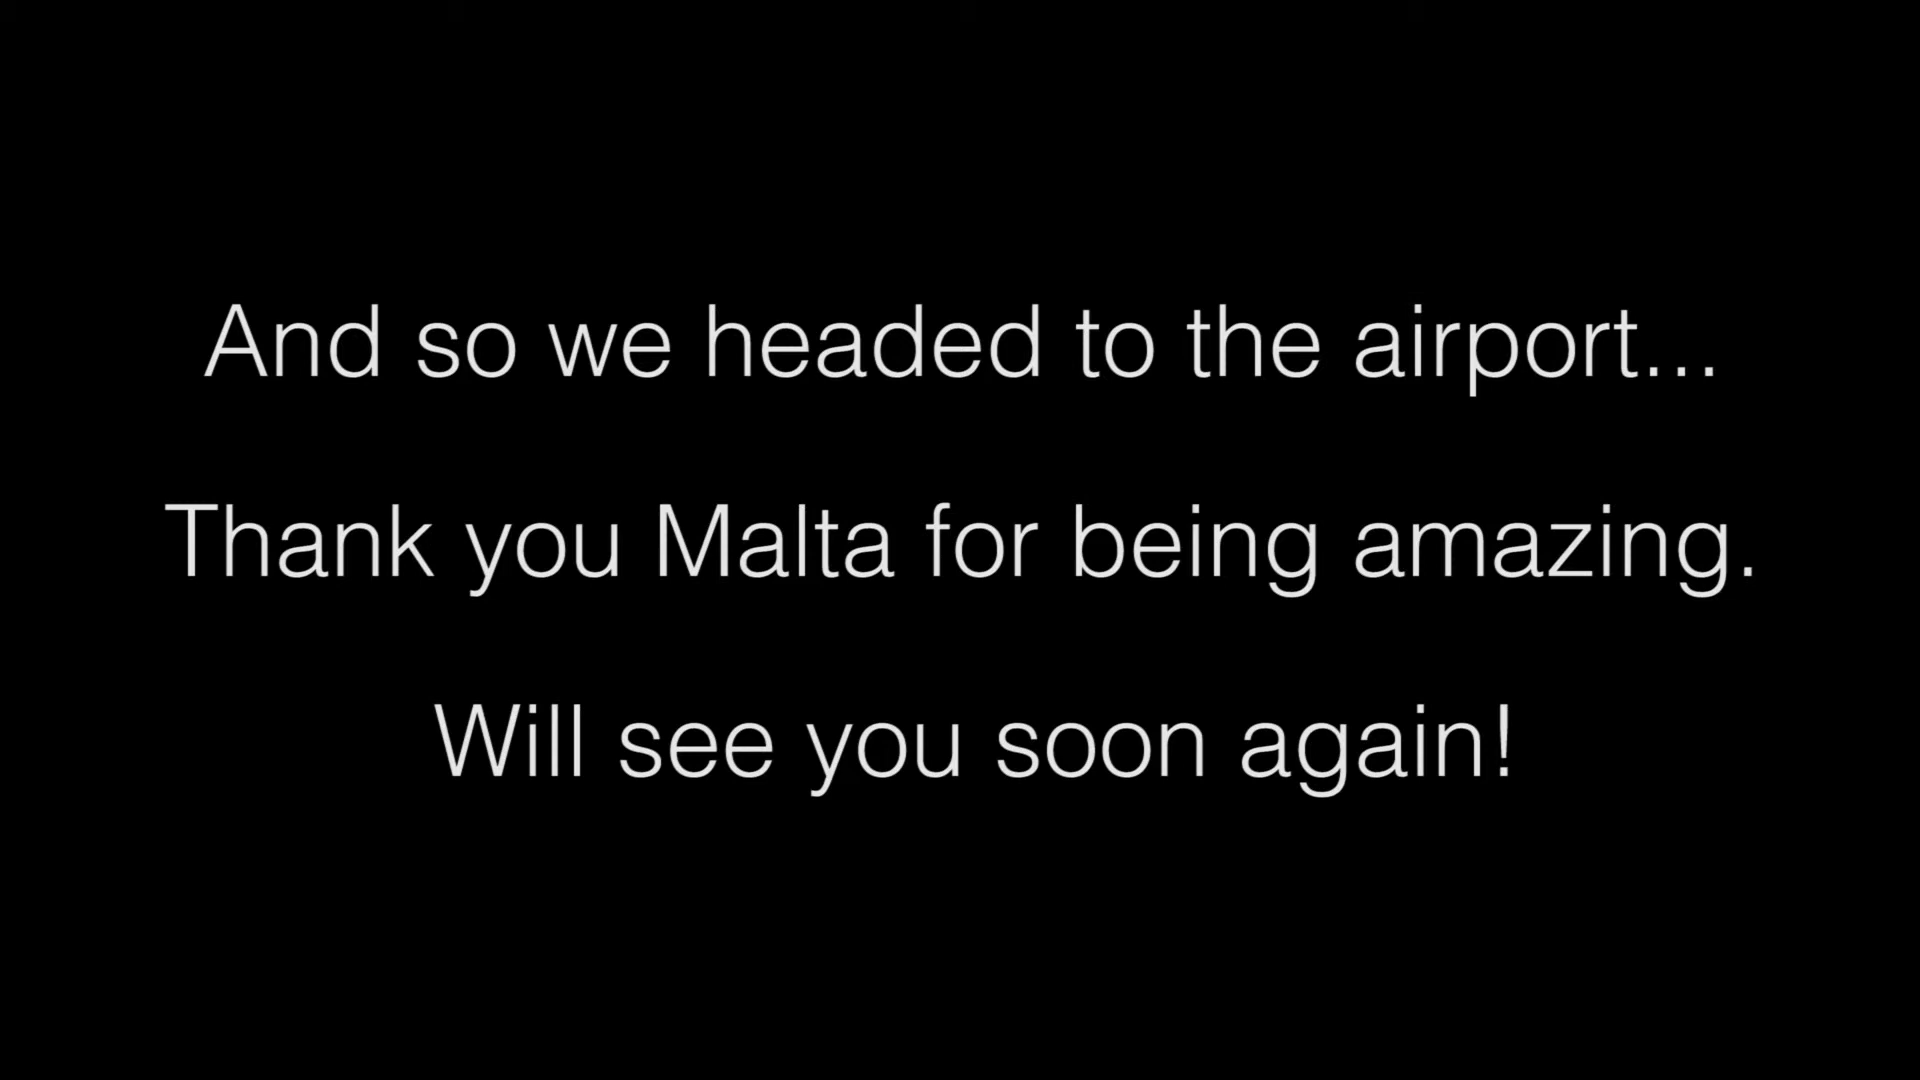 And so we headed to the airport...
Thank you Malta for being amazing.
Will see you soon again!